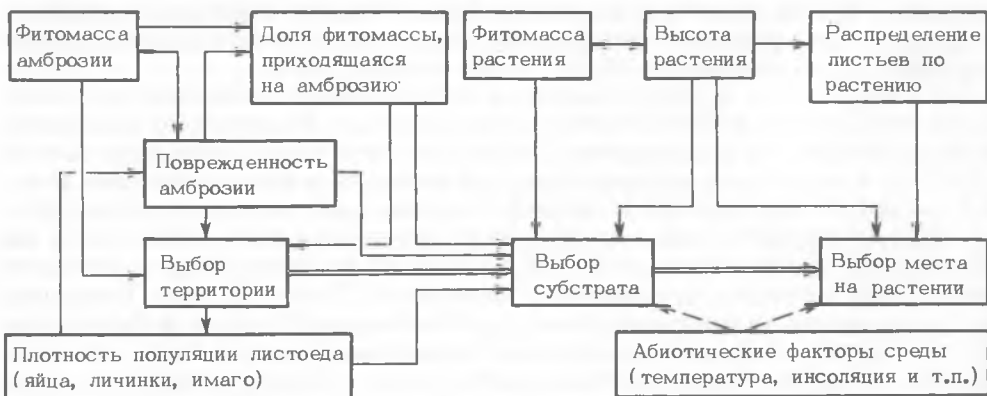 Фитомасса
амброзии
Доля фитомассы,
приходящаяся
на амброзию
Фитомасса
растения
Высота
растения
Распределение
листьев по
растению
Поврежденность
амброзии
Выбор
территории
Выбор
субстрата
Выбор места
на растении
Плотность популяции листоеда
(яйца, личинки, имаго)
Абиотические факторы среды
(температура, инсоляция и т.п.)